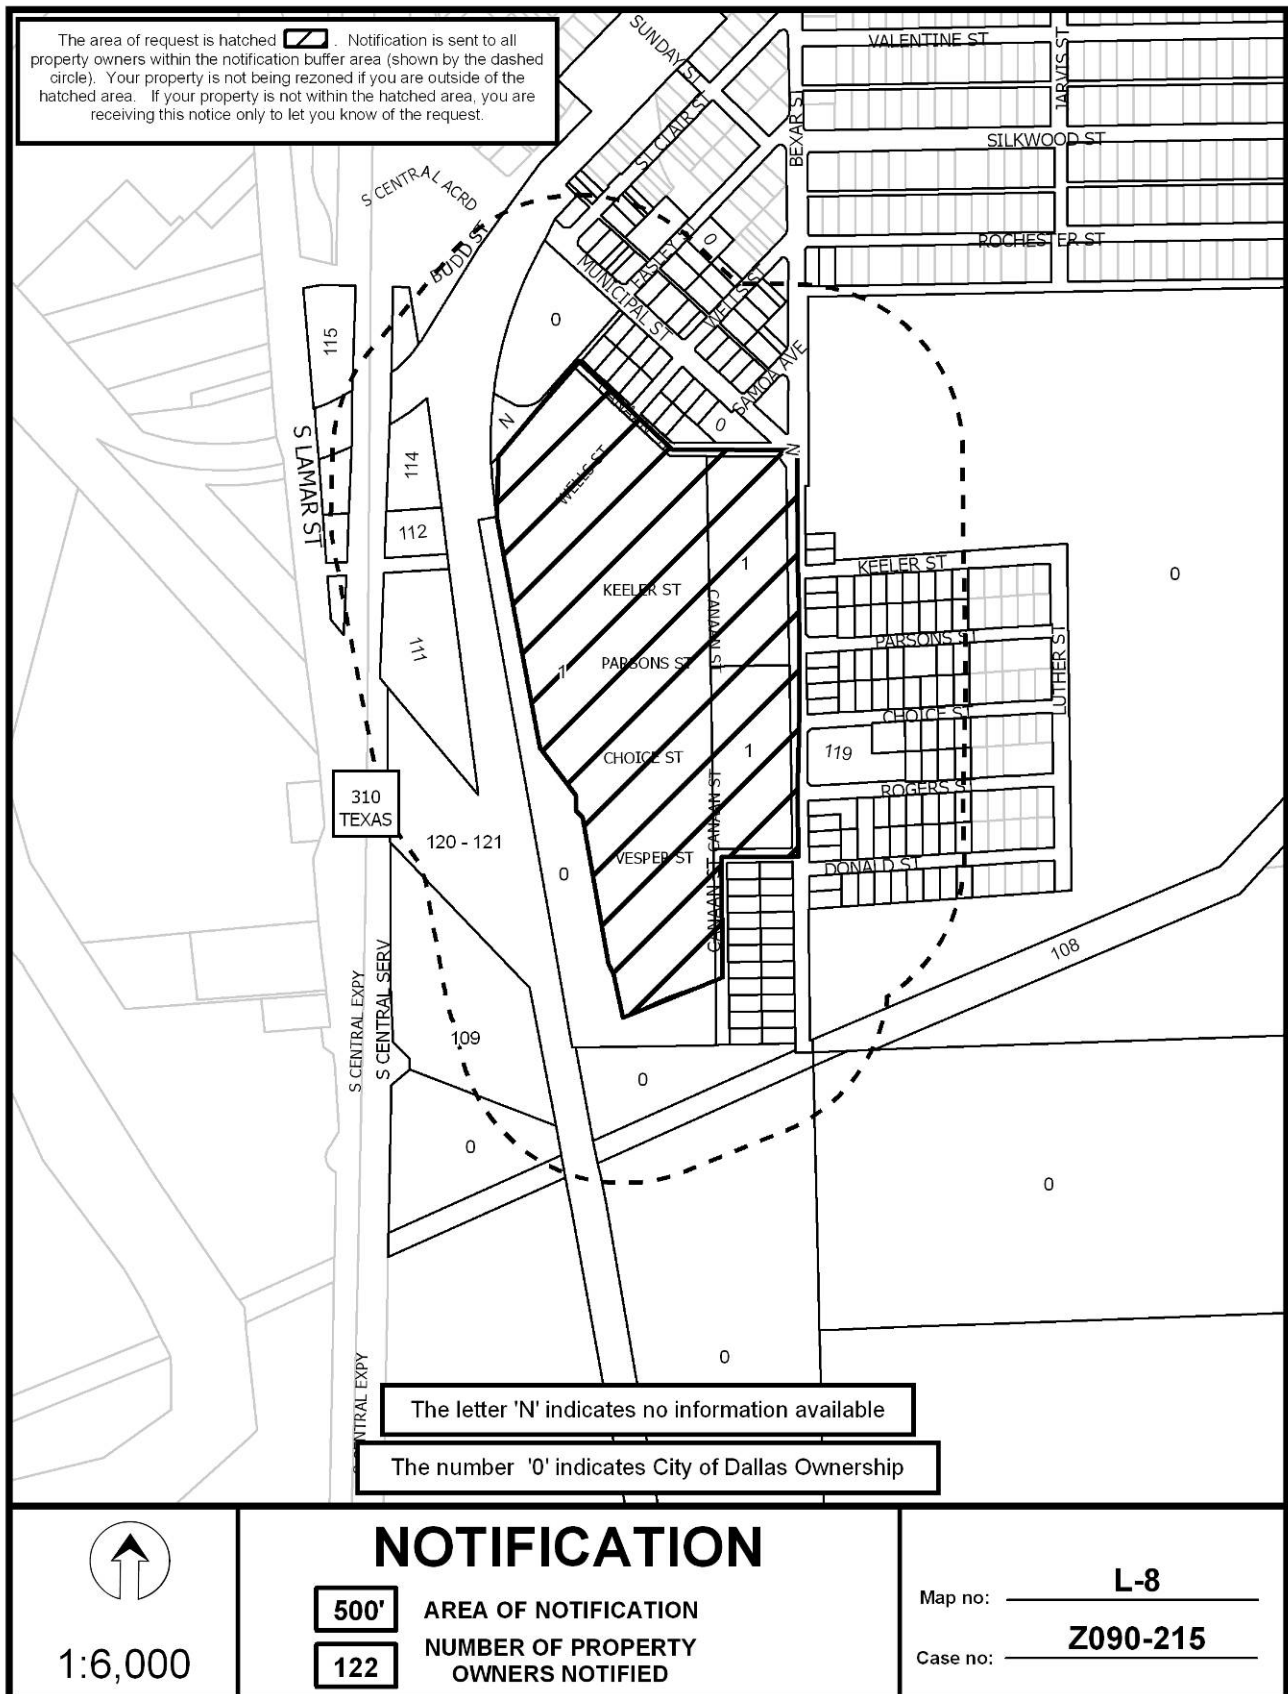 The area of request is hatched . Notification is sent to all
property owners within the notification buffer area (shown by the dashed
circle). Your property is not being rezoned if you are outside of the
hatched area. If your property is not within the hatched area, you are
receiving this notice only to let you know of the request.
SUNDAY ST
VALENTINE ST
JARVIS ST
ST CLAIR ST
BEXAR ST
SILKWOOD ST
S CENTRAL ACRD
BUDD ST
ROCHESTER ST
0
EASLEY
MUNICIPAL ST
WELLS ST
0
115
SAMOA AVE
N
0
N
S LAMAR ST
114
WELLS ST
112
1
KEELER ST
KEELER ST
CANAAN ST
0
111
PARSONS ST
PARSONS ST
1
LUTHER ST
CHOICE ST
CHOICE ST
1
119
310
TEXAS
ROGERS ST
CANAAN ST
120 - 121
VESPER ST
0
DONALD ST
CANAAN ST
108
S CENTRAL EXPY
S CENTRAL SERV
109
0
0
0
0
CENTRAL EXPY
The letter 'N' indicates no information available
The number '0' indicates City of Dallas Ownership
1:6,000
NOTIFICATION
500' AREA OF NOTIFICATION
122 NUMBER OF PROPERTY
OWNERS NOTIFIED
Map no: L-8
Case no: Z090-215